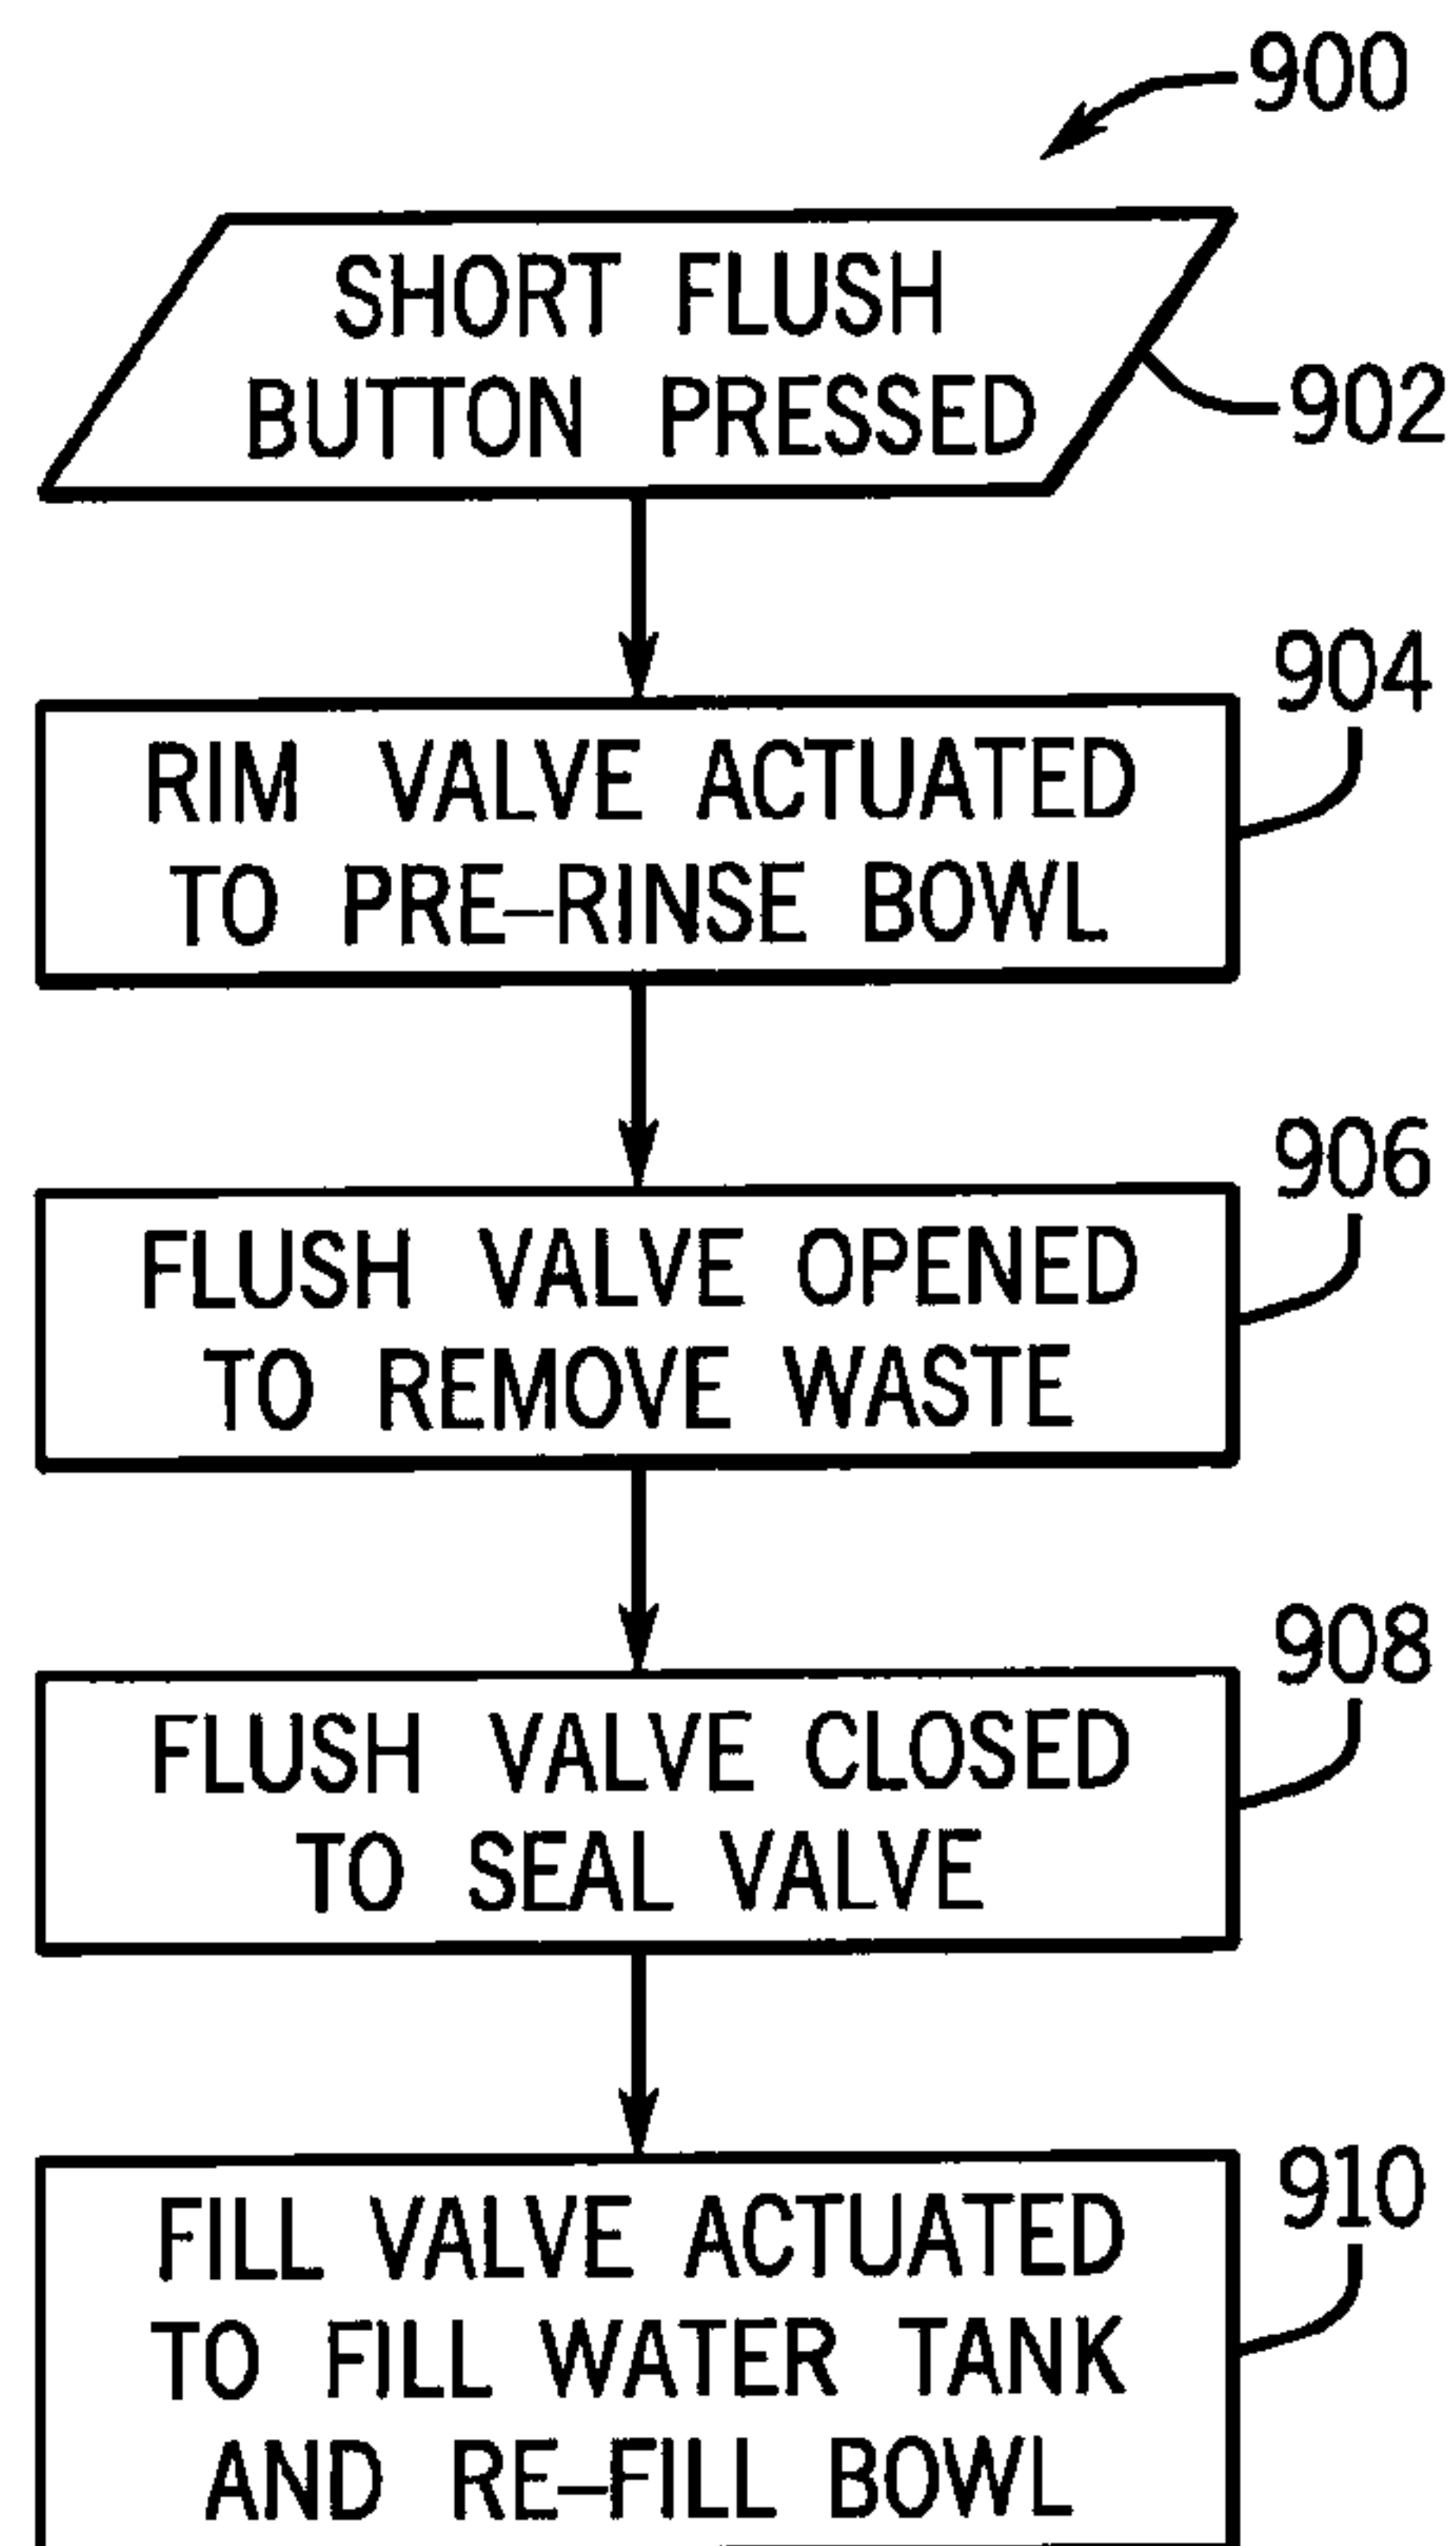 900
SHORT FLUSH
BUTTON PRESSED
902
904
RIM VALVE ACTUATED
TO PRE–RINSE BOWL
906
FLUSH VALVE OPENED
TO REMOVE WASTE
908
FLUSH VALVE CLOSED
TO SEAL VALVE
910
FILL VALVE ACTUATED
TO FILL WATER TANK
AND RE–FILL BOWL